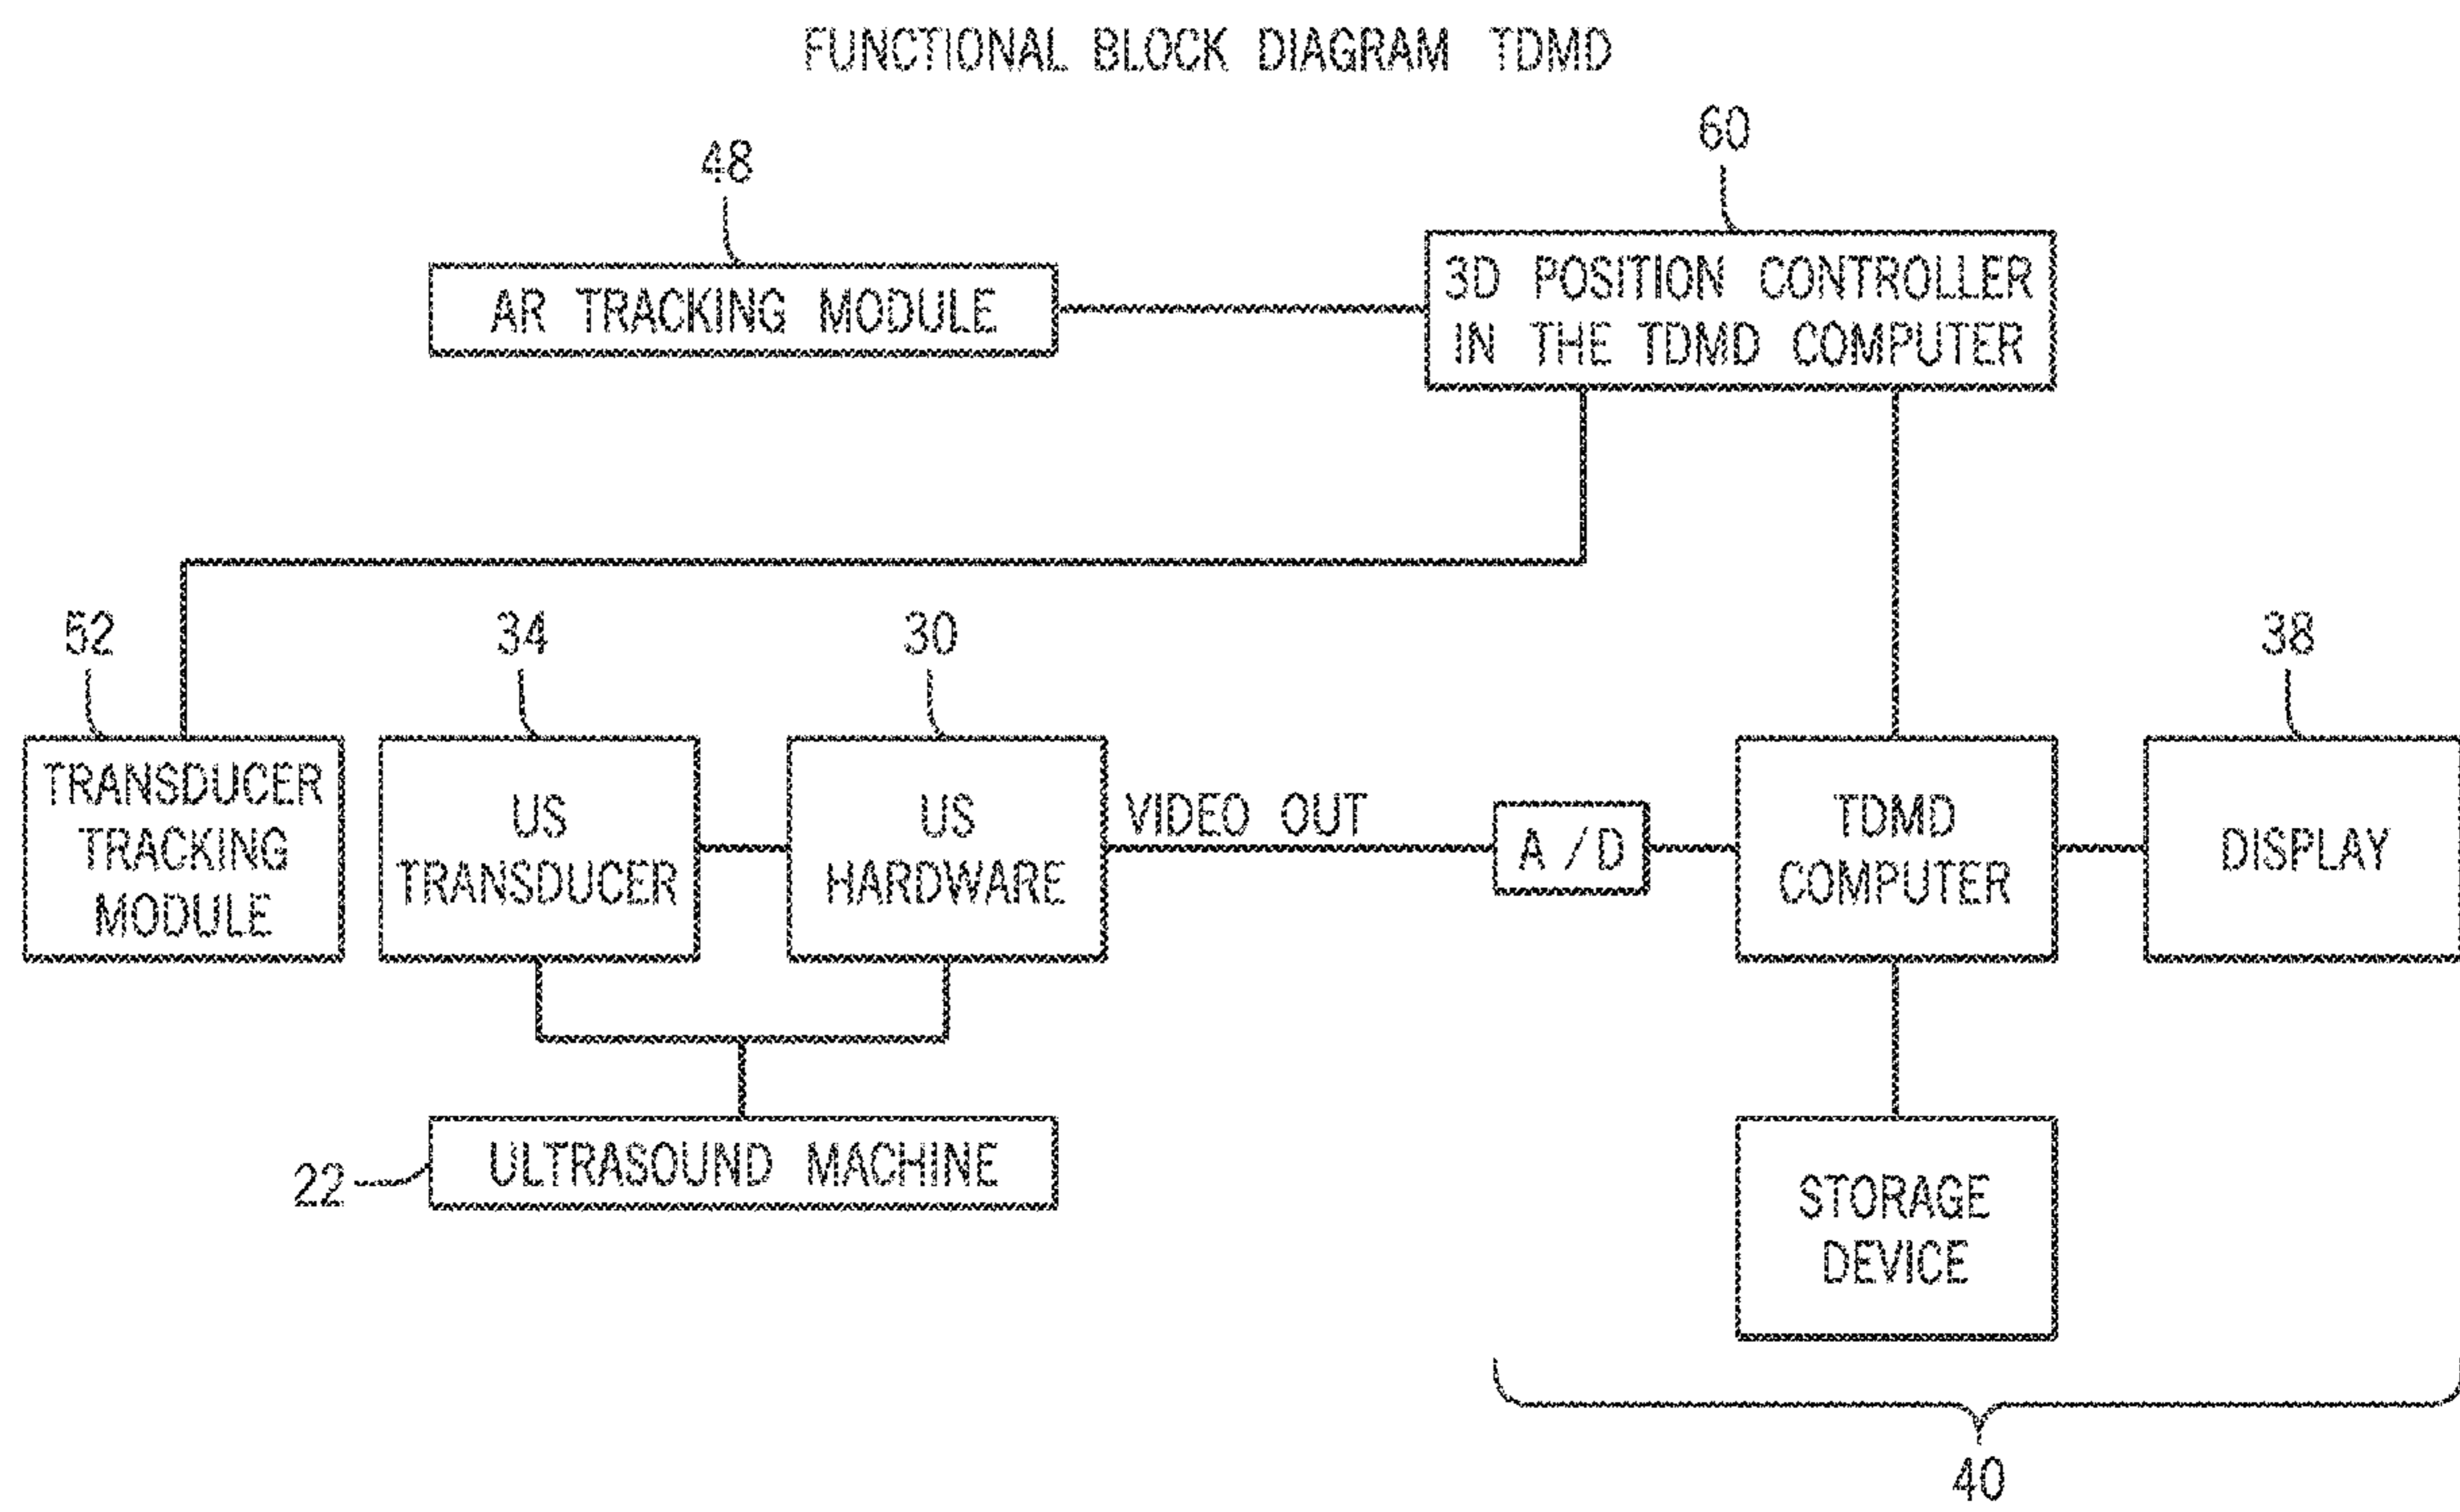 FUNCTIONAL BLOCK DIAGRAM TDMD
48
60
AR TRACKING MODULE
3D POSITION CONTROLLER
IN THE TDMD COMPUTER
52
34
30
38
TRANSDUCER
TRACKING
MODULE
US
TRANSDUCER
US
HARDWARE
VIDEO OUT
A/D
TDMD
COMPUTER
DISPLAY
22
ULTRASOUND MACHINE
STORAGE
DEVICE
40